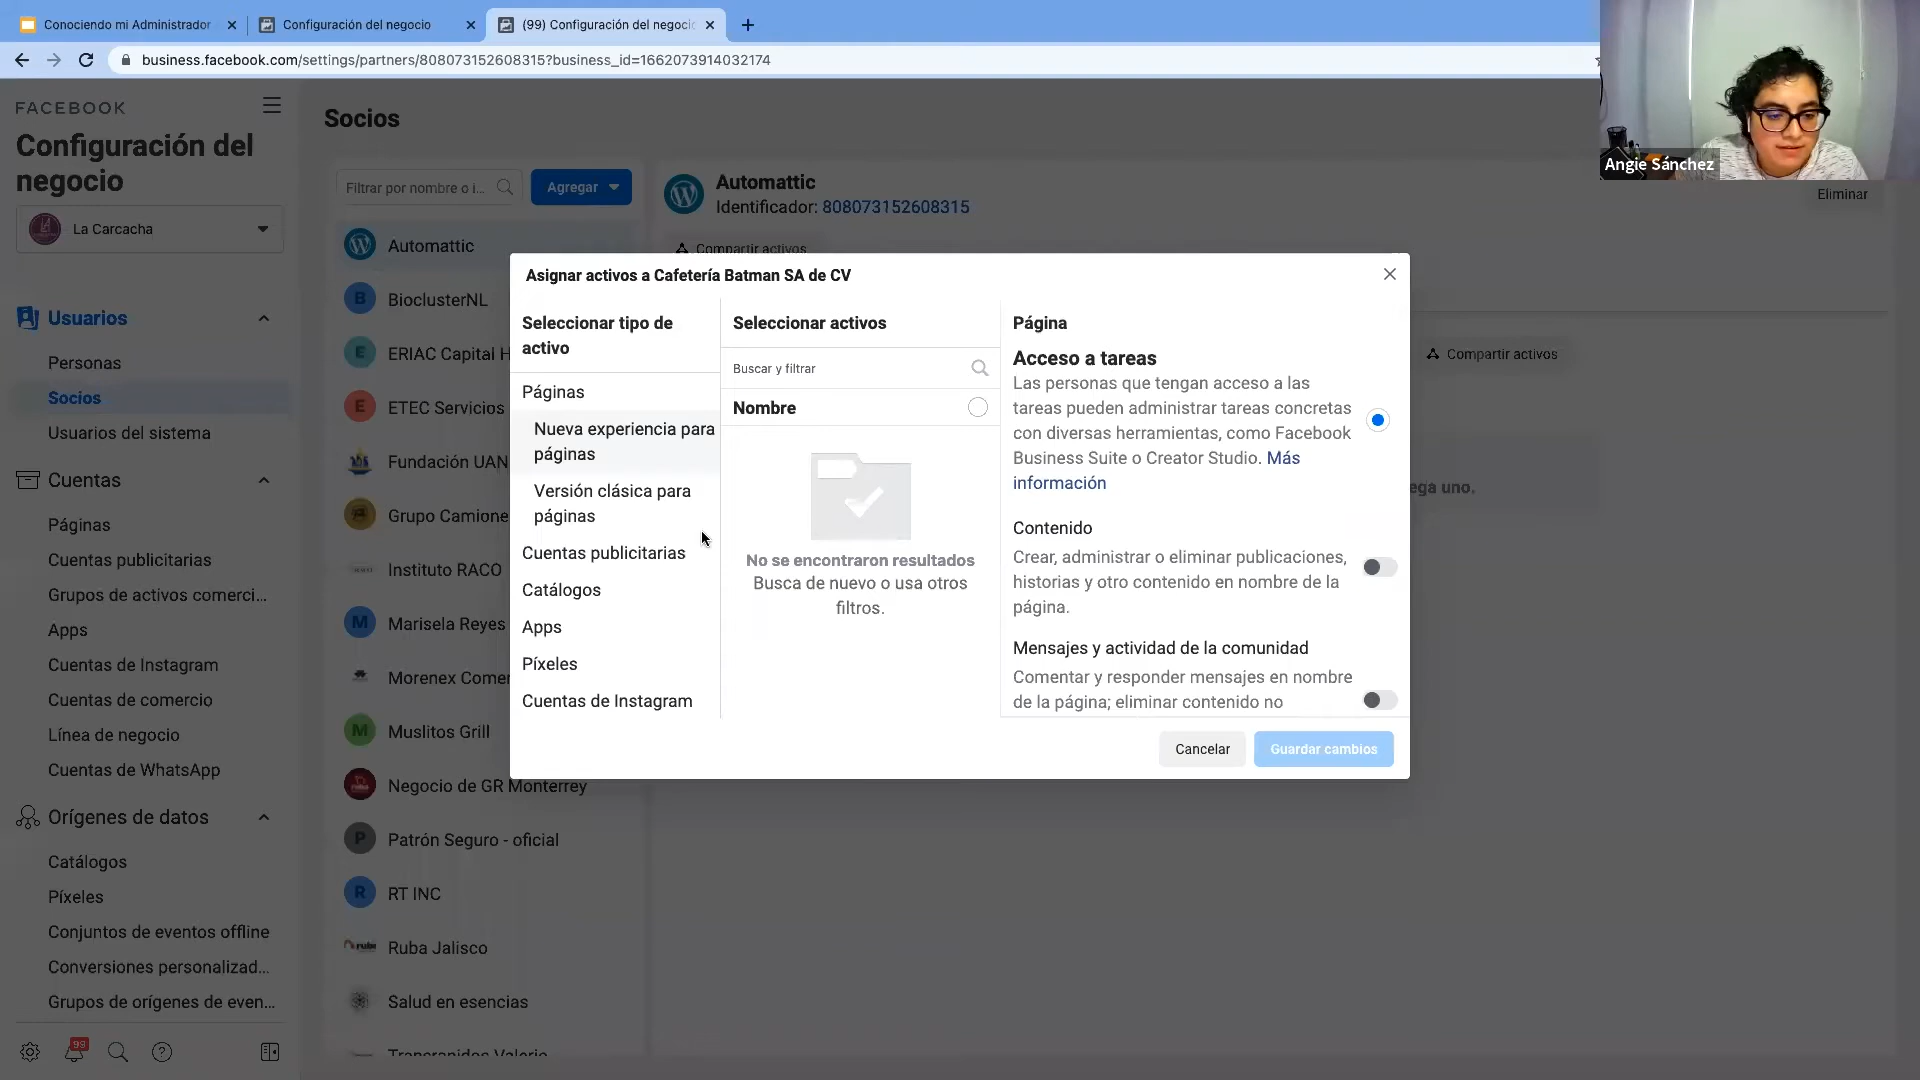 Conociendo mi Administrador
Configuración del negocio
(99) Configuración del negocio
business.facebook.com/settings/partners/808073152608315?business_id=1662073914032174
Angie Sánchez
FACEBOOK
Configuración del
negocio
La Carcacha
Usuarios
Personas
Socios
Usuarios del sistema
Cuentas
Páginas
Cuentas publicitarias
Grupos de activos comerci...
Apps
Cuentas de Instagram
Cuentas de comercio
Línea de negocio
Cuentas de WhatsApp
Orígenes de datos
Catálogos
Píxeles
Conjuntos de eventos offline
Conversiones personalizad...
Grupos de orígenes de even...
99
Socios
Filtrar por nombre o i...
Agregar
Automattic
B
BioclusterNL
E
ERIAC Capital H
E
ETEC Servicios
Fundación UAN
Grupo Camione
Instituto RACO
M
Marisela Reyes
Morenex Comer
M
Muslitos Grill
Negocio de GR Monterrey
P
Patrón Seguro - oficial
R
RT INC
Ruba Jalisco
Salud en esencias
Automattic
Identificador: 808073152608315
Eliminar
Compartir activos
Compartir activos
ega uno.
Asignar activos a Cafetería Batman SA de CV
Seleccionar tipo de
activo
Páginas
Nueva experiencia para
páginas
Versión clásica para
páginas
Cuentas publicitarias
Catálogos
Apps
Píxeles
Cuentas de Instagram
Seleccionar activos
Buscar y filtrar
Nombre
No se encontraron resultados
Busca de nuevo o usa otros
filtros.
Página
Acceso a tareas
Las personas que tengan acceso a las
tareas pueden administrar tareas concretas
con diversas herramientas, como Facebook
Business Suite o Creator Studio. Más
información
Contenido
Crear, administrar o eliminar publicaciones,
historias y otro contenido en nombre de la
página.
Mensajes y actividad de la comunidad
Comentar y responder mensajes en nombre
de la página; eliminar contenido no
Cancelar
Guardar cambios